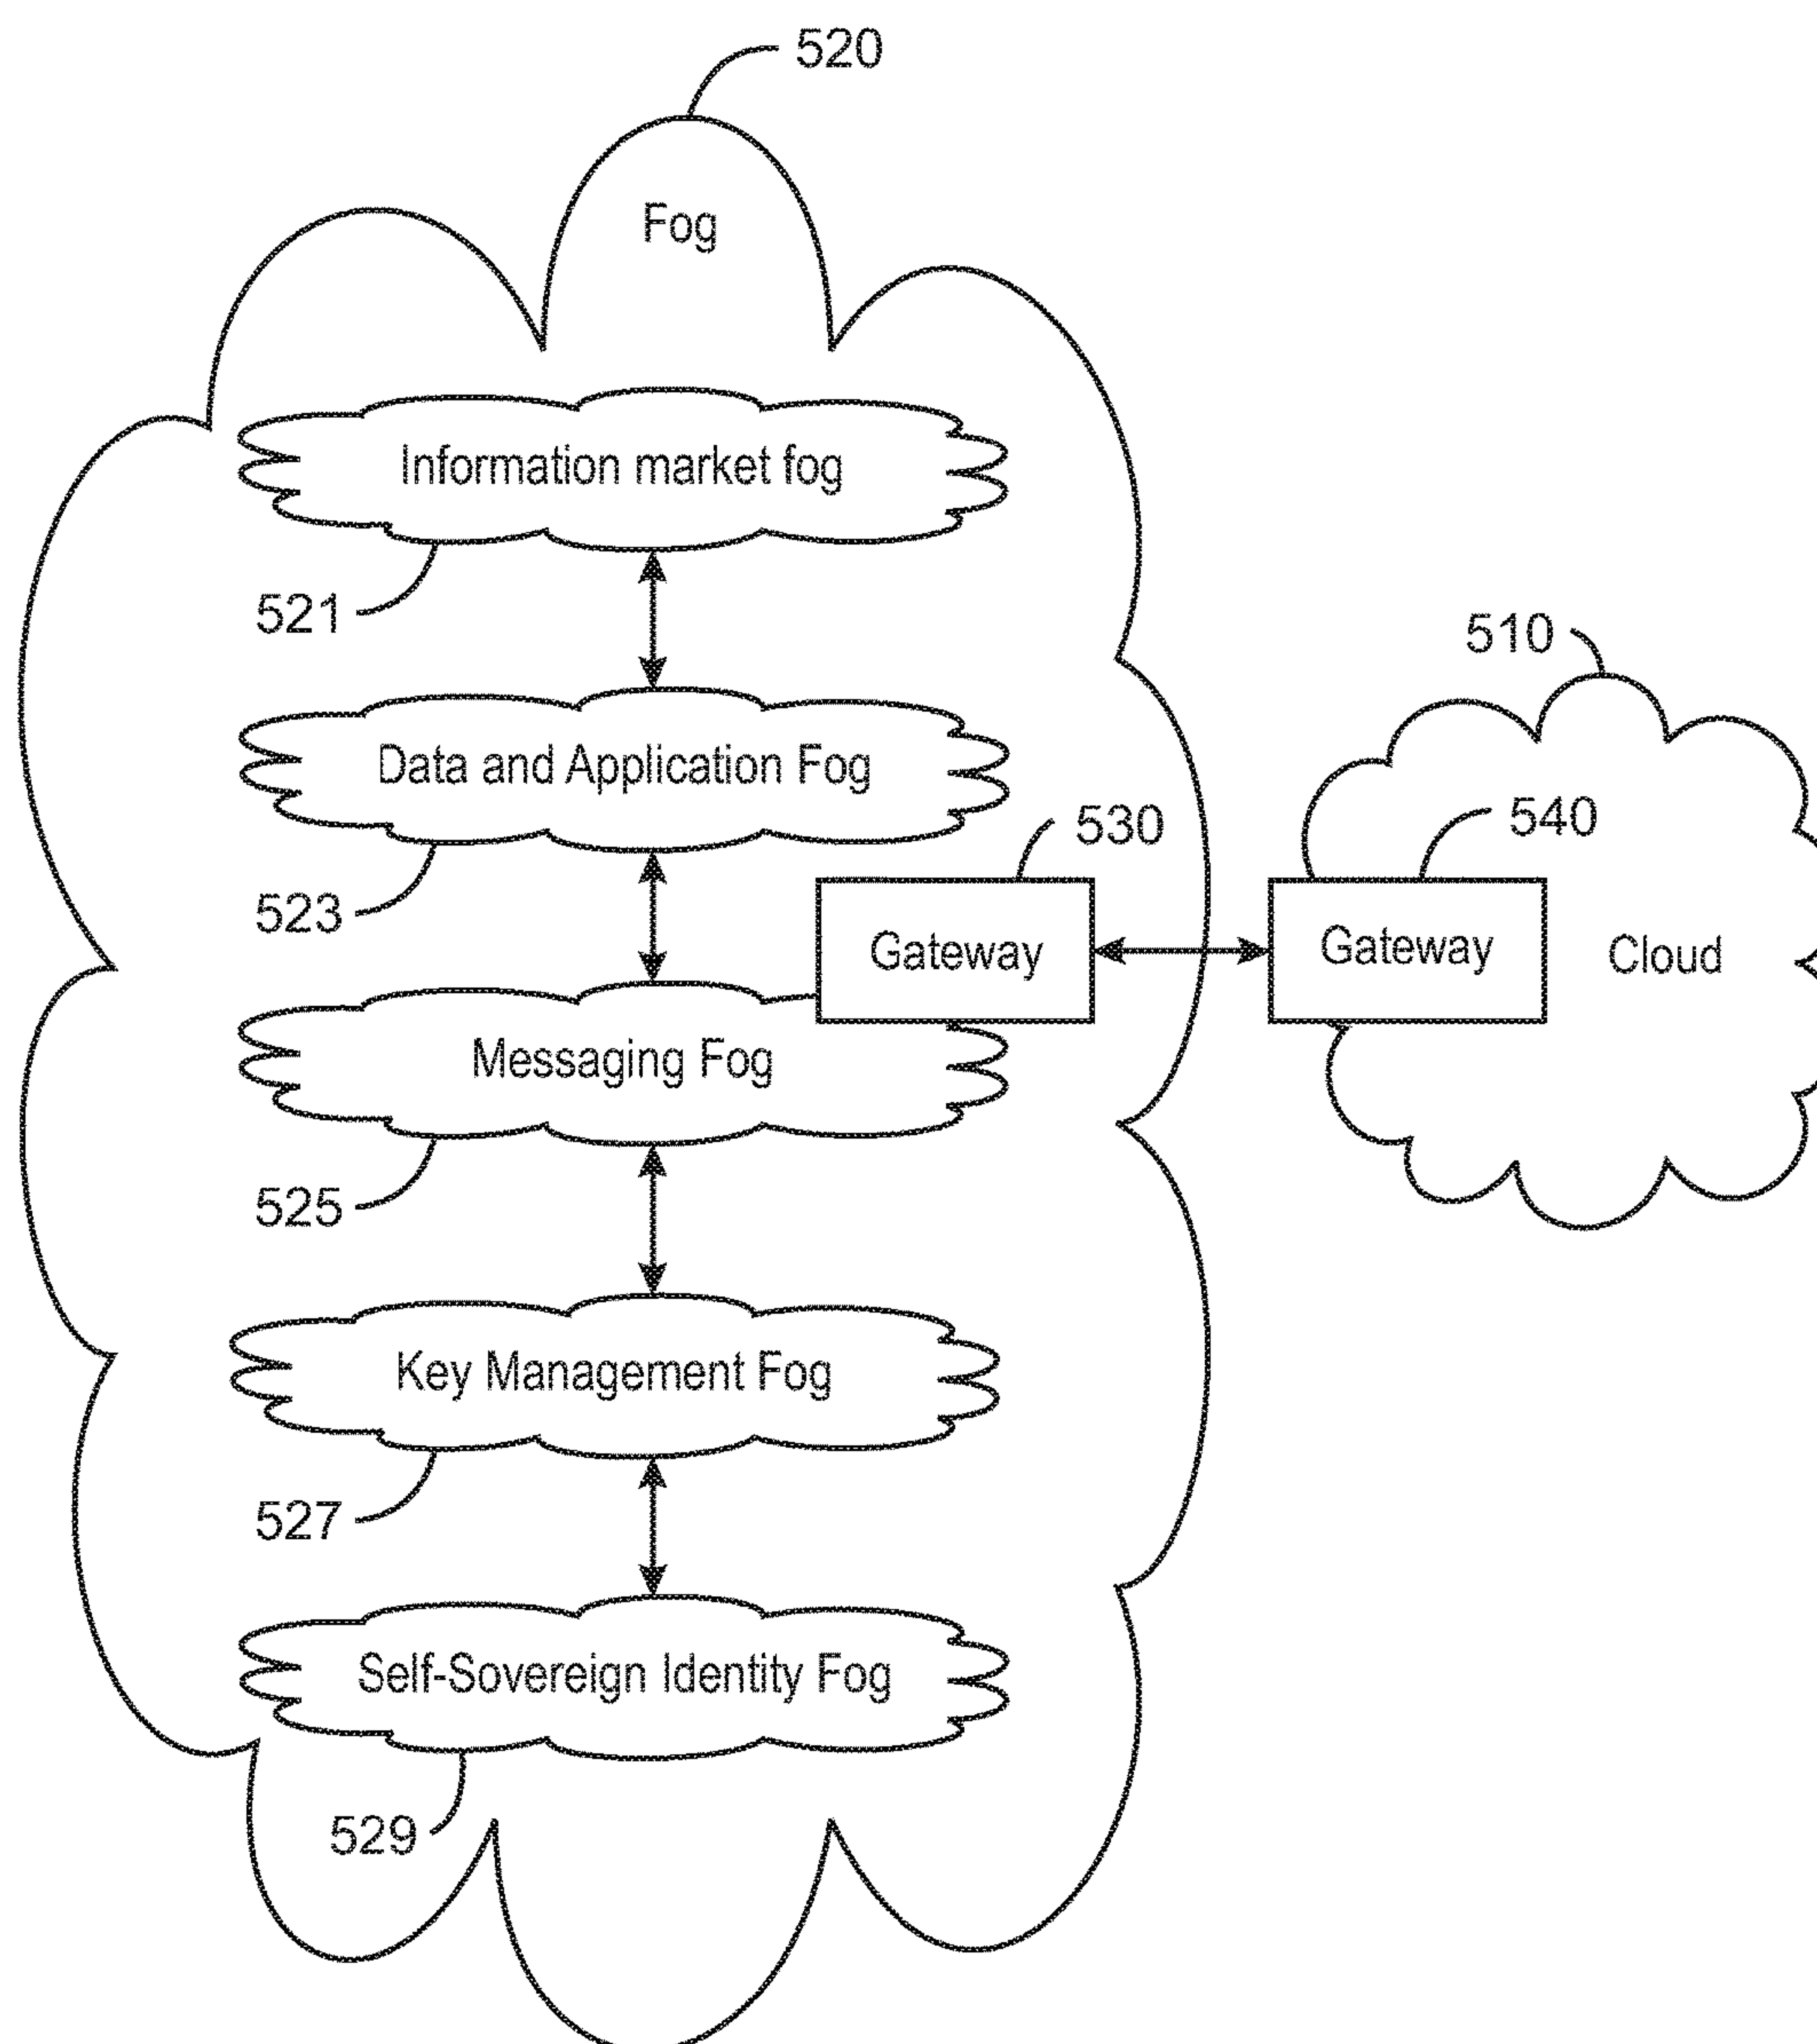 520
Fog
Information market fog
521
510
Data and Application Fog
540
530
523
Gateway
Gateway
Cloud
Messaging Fog
525
Key Management Fog
527
Self-Sovereign Identity Fog
529